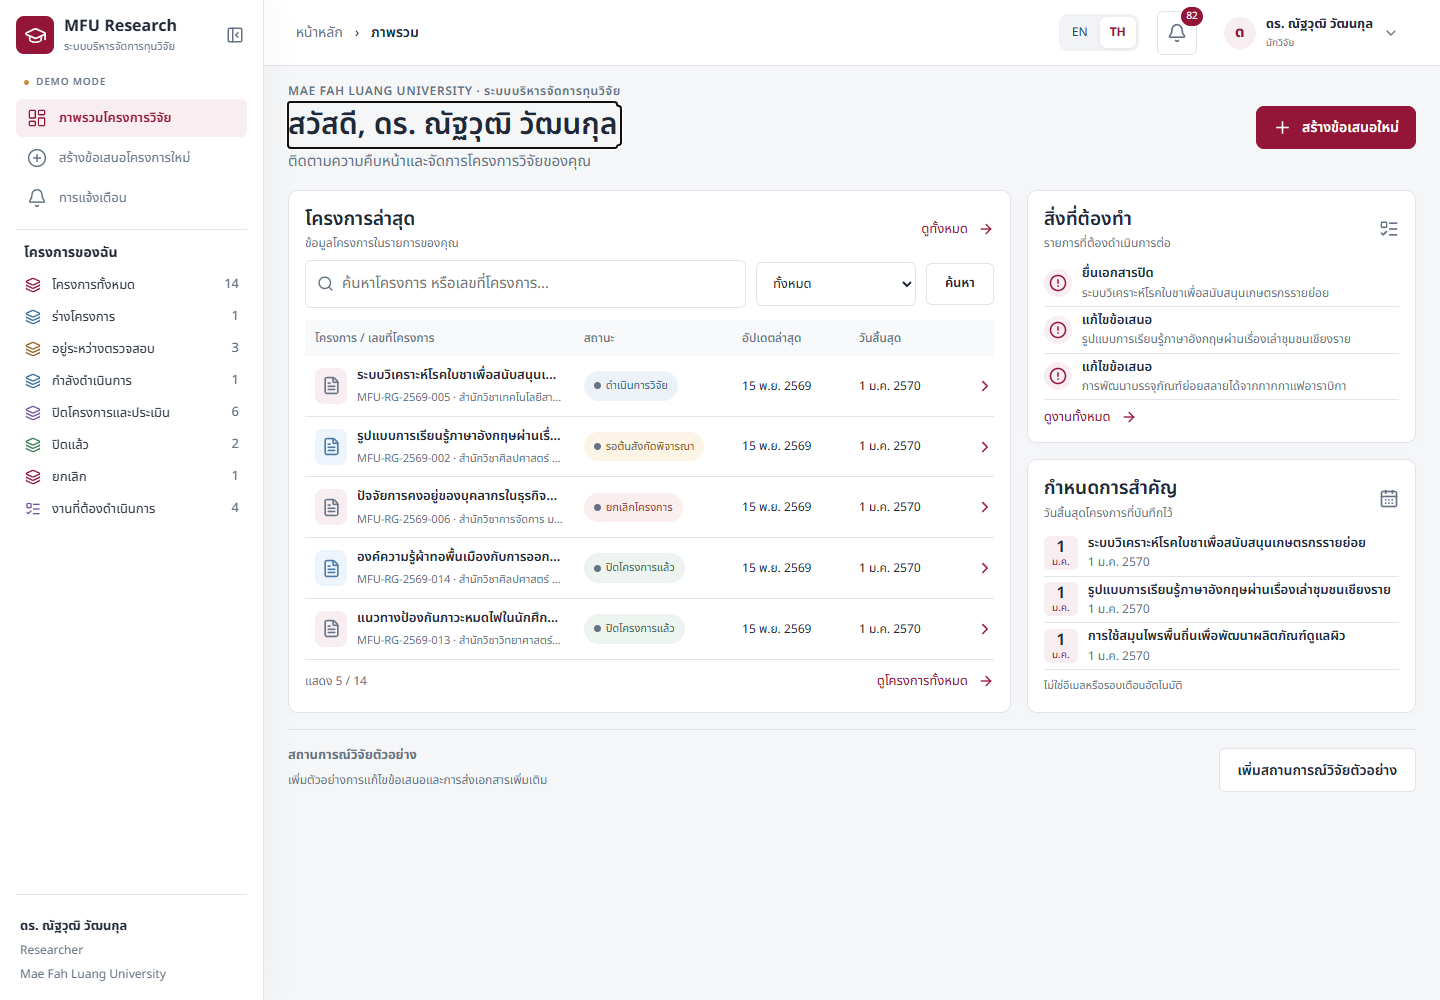 MFU Research
ระบบบริหารจัดการทุนวิจัย
DEMO MODE
ภาพรวมโครงการวิจัย
สร้างข้อเสนอโครงการใหม่
การแจ้งเตือน
โครงการของฉัน
โครงการทั้งหมด 14
ร่างโครงการ 1
อยู่ระหว่างตรวจสอบ 3
กำลังดำเนินการ 1
ปิดโครงการและประเมิน 6
ปิดแล้ว 2
ยกเลิก 1
งานที่ต้องดำเนินการ 4
ดร. ณัฐวุฒิ วัฒนกุล
Researcher
Mae Fah Luang University
หน้าหลัก › ภาพรวม
EN TH
82
ด
ดร. ณัฐวุฒิ วัฒนกุล
นักวิจัย
MAE FAH LUANG UNIVERSITY · ระบบบริหารจัดการทุนวิจัย
สวัสดี, ดร. ณัฐวุฒิ วัฒนกุล
ติดตามความคืบหน้าและจัดการโครงการวิจัยของคุณ
สร้างข้อเสนอใหม่
โครงการล่าสุด
ข้อมูลโครงการในรายการของคุณ
ดูทั้งหมด
ค้นหาโครงการ หรือเลขที่โครงการ...
ทั้งหมด
ค้นหา
โครงการ / เลขที่โครงการ สถานะ อัปเดตล่าสุด วันสิ้นสุด
ระบบวิเคราะห์โรคใบชาเพื่อสนับสนุนเ...
MFU-RG-2569-005 · สำนักวิชาเทคโนโลยีสา...
ดำเนินการวิจัย
15 พ.ย. 2569
1 ม.ค. 2570
รูปแบบการเรียนรู้ภาษาอังกฤษผ่านเรื่...
MFU-RG-2569-002 · สำนักวิชาศิลปศาสตร์ ...
รอต้นสังกัดพิจารณา
15 พ.ย. 2569
1 ม.ค. 2570
ปัจจัยการคงอยู่ของบุคลากรในธุรกิจ...
MFU-RG-2569-006 · สำนักวิชาการจัดการ ม...
ยกเลิกโครงการ
15 พ.ย. 2569
1 ม.ค. 2570
องค์ความรู้ผ้าทอพื้นเมืองกับการออก...
MFU-RG-2569-014 · สำนักวิชาศิลปศาสตร์ ...
ปิดโครงการแล้ว
15 พ.ย. 2569
1 ม.ค. 2570
แนวทางป้องกันภาวะหมดไฟในนักศึก...
MFU-RG-2569-013 · สำนักวิชาวิทยาศาสตร์...
ปิดโครงการแล้ว
15 พ.ย. 2569
1 ม.ค. 2570
แสดง 5 / 14
ดูโครงการทั้งหมด
สิ่งที่ต้องทำ
รายการที่ต้องดำเนินการต่อ
ยื่นเอกสารปิด
ระบบวิเคราะห์โรคใบชาเพื่อสนับสนุนเกษตรกรรายย่อย
แก้ไขข้อเสนอ
รูปแบบการเรียนรู้ภาษาอังกฤษผ่านเรื่องเล่าชุมชนเชียงราย
แก้ไขข้อเสนอ
การพัฒนาบรรจุภัณฑ์ย่อยสลายได้จากกากกาแฟอาราบิกา
ดูงานทั้งหมด
กำหนดการสำคัญ
วันสิ้นสุดโครงการที่บันทึกไว้
1
ม.ค.
ระบบวิเคราะห์โรคใบชาเพื่อสนับสนุนเกษตรกรรายย่อย
1 ม.ค. 2570
1
ม.ค.
รูปแบบการเรียนรู้ภาษาอังกฤษผ่านเรื่องเล่าชุมชนเชียงราย
1 ม.ค. 2570
1
ม.ค.
การใช้สมุนไพรพื้นถิ่นเพื่อพัฒนาผลิตภัณฑ์ดูแลผิว
1 ม.ค. 2570
ไม่ใช่อีเมลหรือรอบเตือนอัตโนมัติ
สถานการณ์วิจัยตัวอย่าง
เพิ่มตัวอย่างการแก้ไขข้อเสนอและการส่งเอกสารเพิ่มเติม
เพิ่มสถานการณ์วิจัยตัวอย่าง